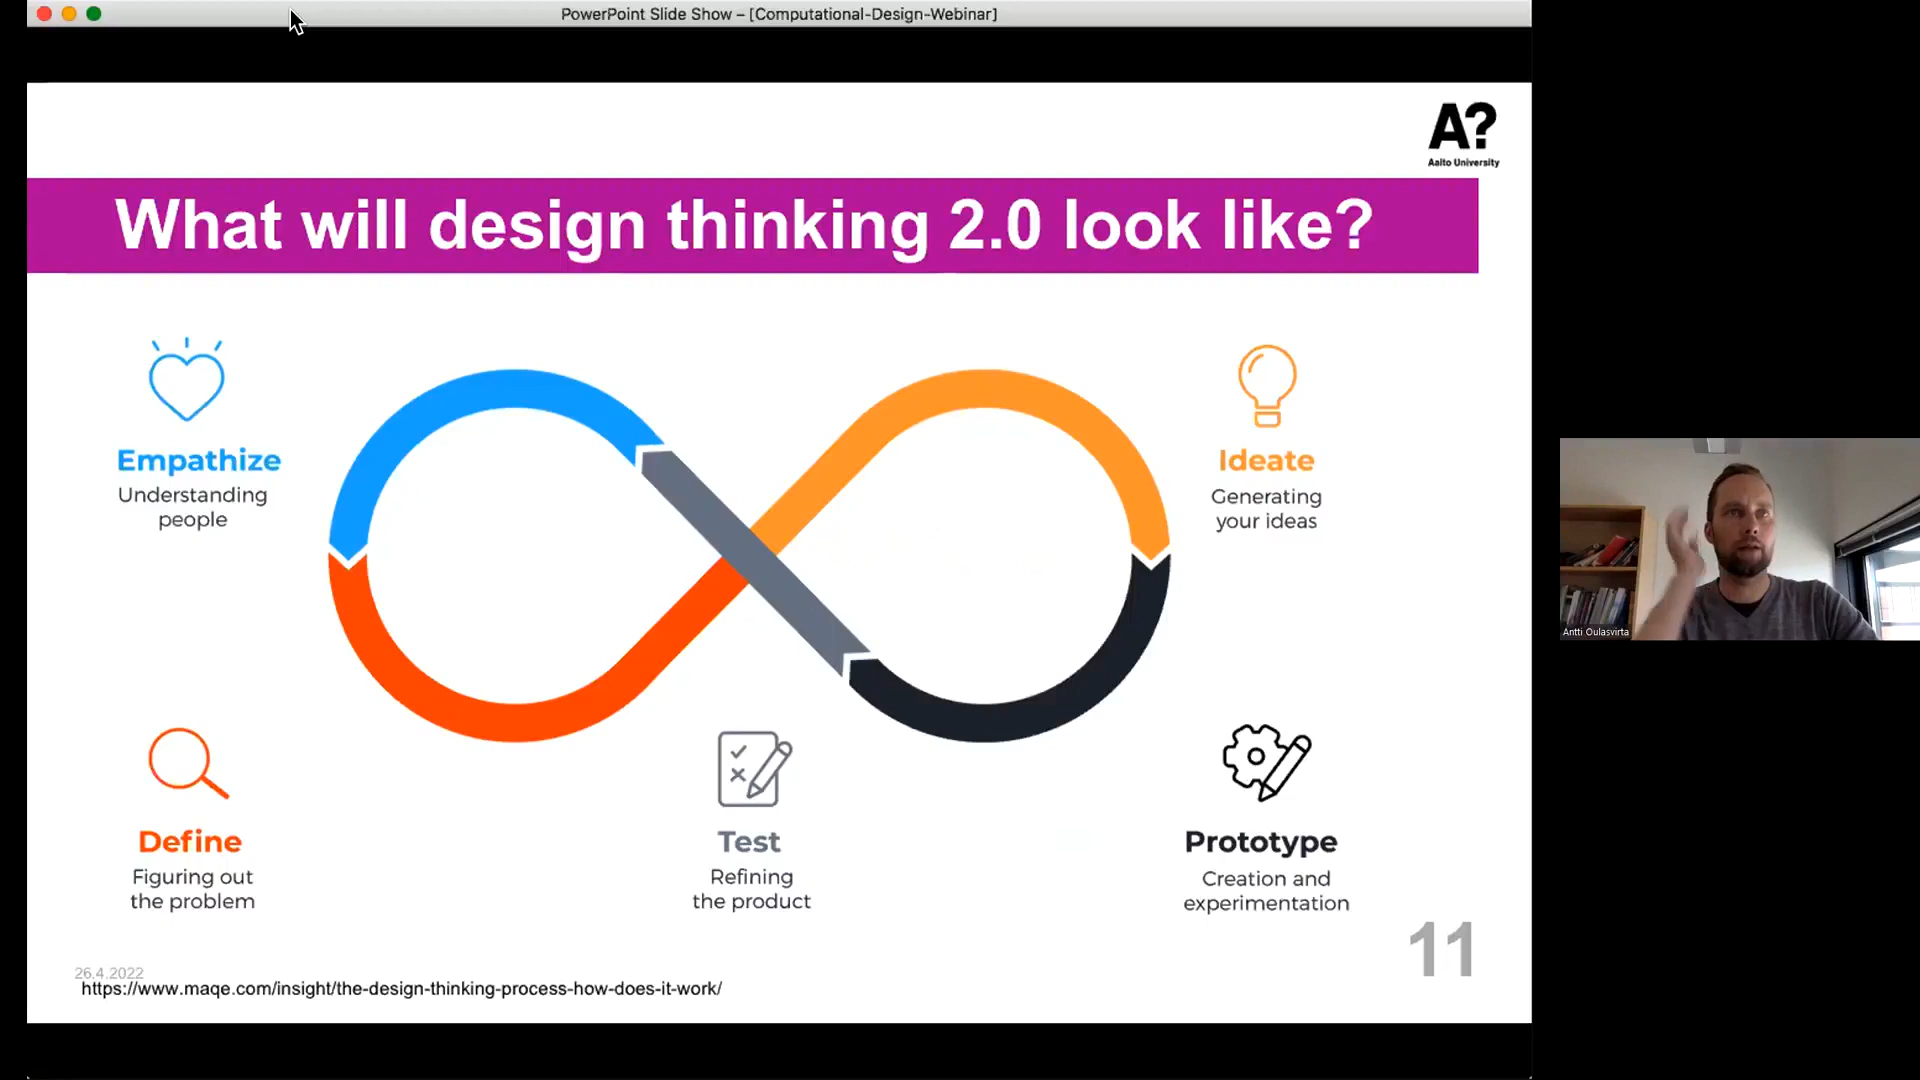 PowerPoint Slide Show – [Computational-Design-Webinar]
A?
Aalto University
What will design thinking 2.0 look like?
Empathize
Understanding
people
Ideate
Generating
your ideas
Antti Oulasvirta
Define
Figuring out
the problem
Test
Refining
the product
Prototype
Creation and
experimentation
11
26.4.2022
https://www.maqe.com/insight/the-design-thinking-process-how-does-it-work/